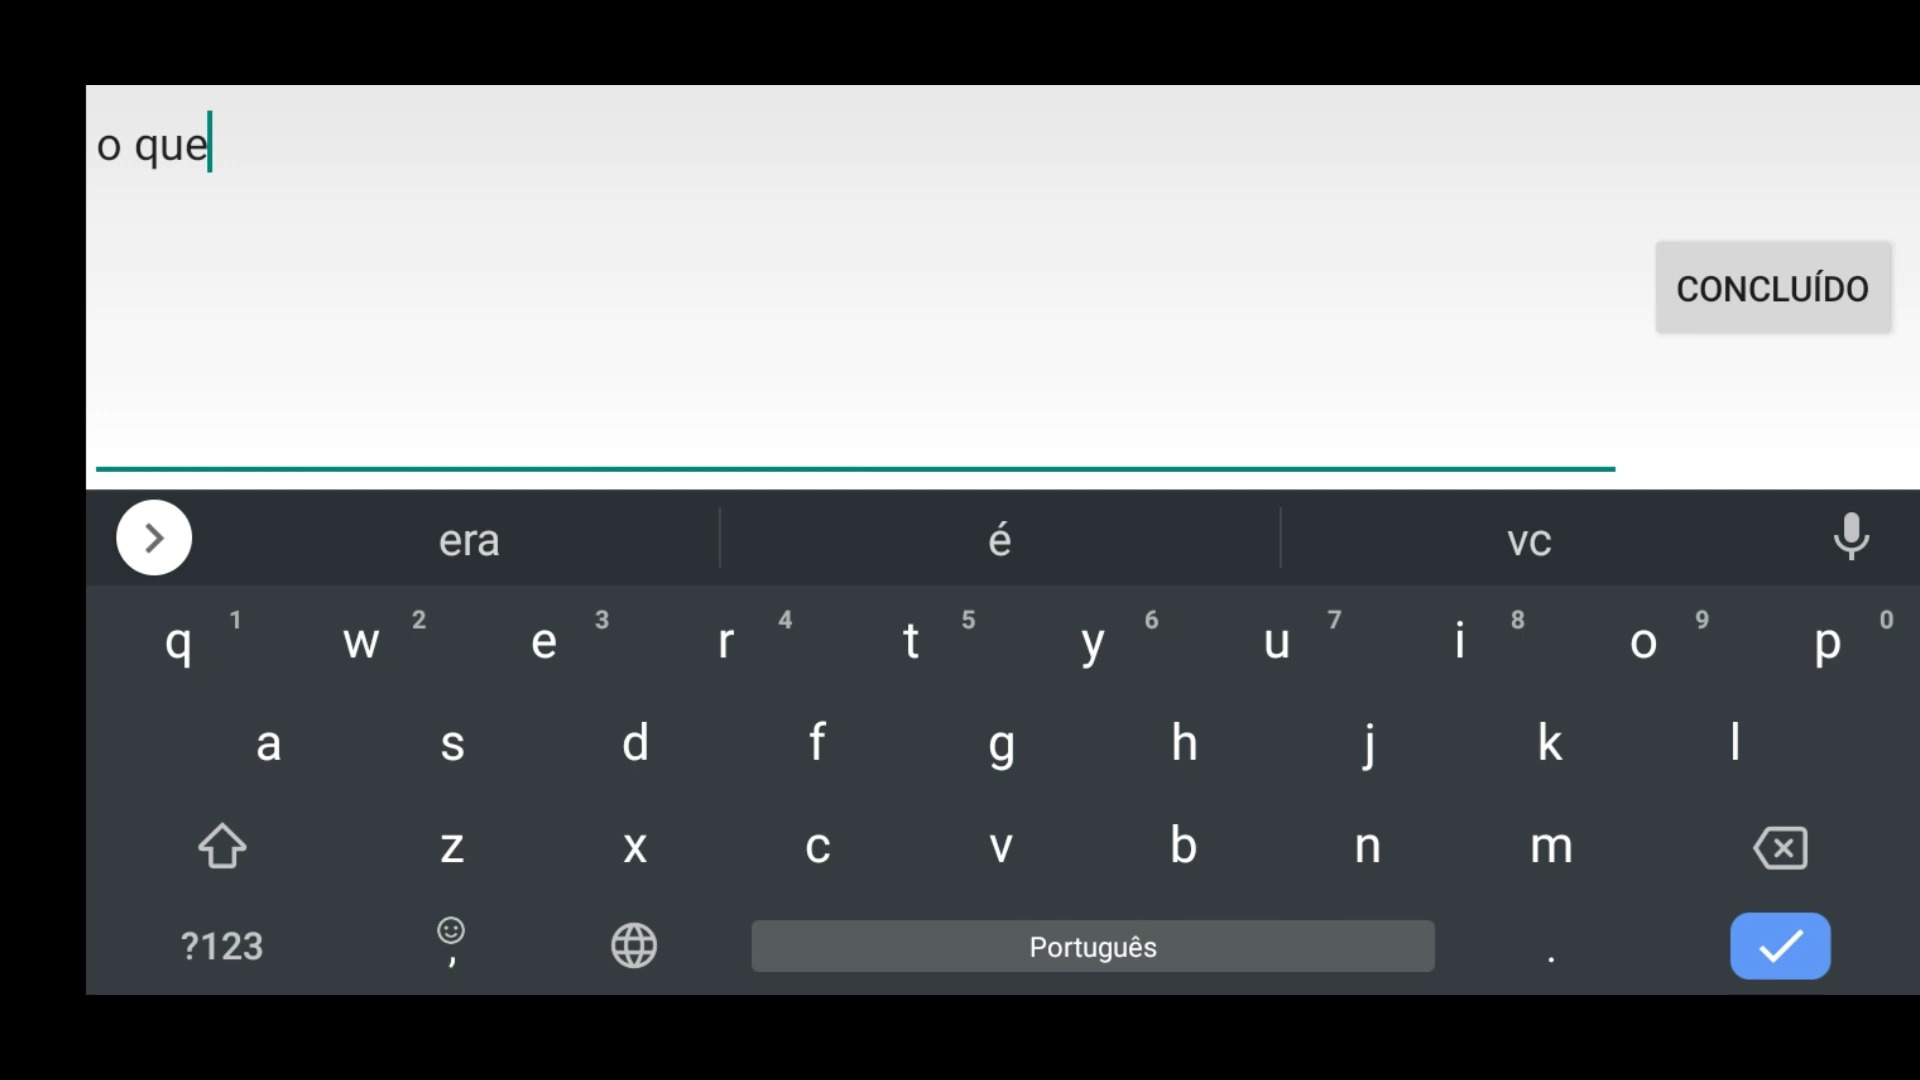 o que
CONCLUÍDO
era é vc
q 1 w 2 e 3 r 4 t 5 y 6 u 7 i 8 o 9 p 0
a s d f g h j k l
z x c v b n m
?123 , Português .